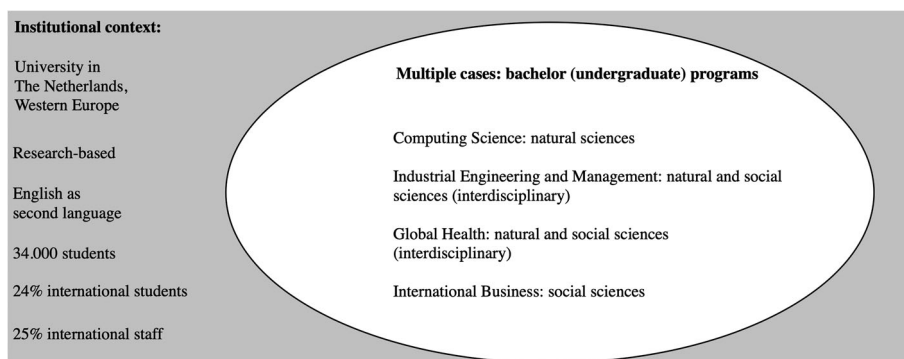 Institutional context:
University in
The Netherlands,
Western Europe
Research-based
English as
second language
34.000 students
24% international students
25% international staff
Multiple cases: bachelor (undergraduate) programs
Computing Science: natural sciences
Industrial Engineering and Management: natural and social
sciences (interdisciplinary)
Global Health: natural and social sciences
(interdisciplinary)
International Business: social sciences